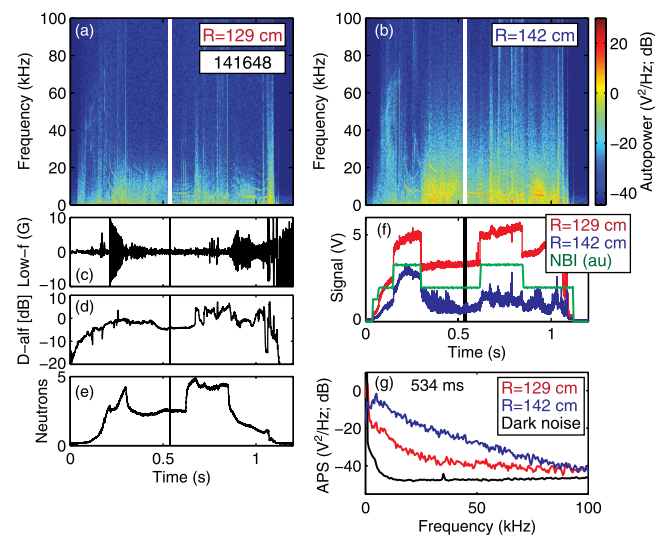 (a)
R=129 cm
141648
Frequency (kHz)
100
80
60
40
20
0
(b)
R=142 cm
Frequency (kHz)
100
80
60
40
20
0
20
0
−20
−40
Autopower (V²/Hz; dB)
Low−f (G)
10
0
−10
(c)
D−alf [dB]
10
0
−10
−20
(d)
Neutrons
5
0
(e)
0
0.5
1
Time (s)
(f)
Signal (V)
5
0
R=129 cm
R=142 cm
NBI (au)
0
0.5
1
Time (s)
(g)
534 ms
R=129 cm
R=142 cm
Dark noise
APS (V²/Hz; dB)
0
−20
−40
0
50
100
Frequency (kHz)